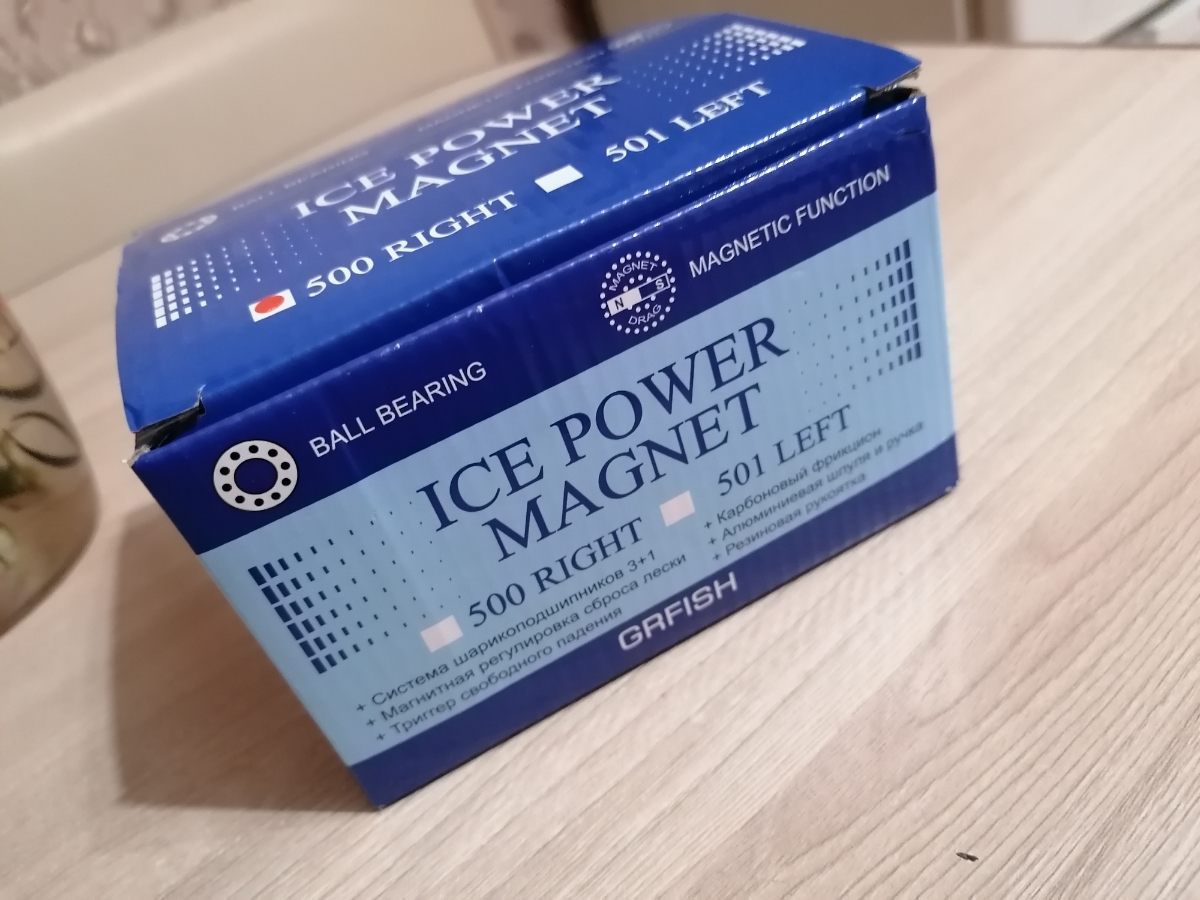 ICE POWER
MAGNET
500 RIGHT
501 LEFT
BALL BEARING
MAGNET
N S
DRAG
MAGNETIC FUNCTION
ICE POWER
MAGNET
500 RIGHT
501 LEFT
+ Система шарикоподшипников 3+1
+ Магнитная регулировка сброса лески
+ Триггер свободного падения
+ Карбоновый фрикцион
+ Алюминиевая шпуля и ручка
+ Резиновая рукоятка
GRFISH